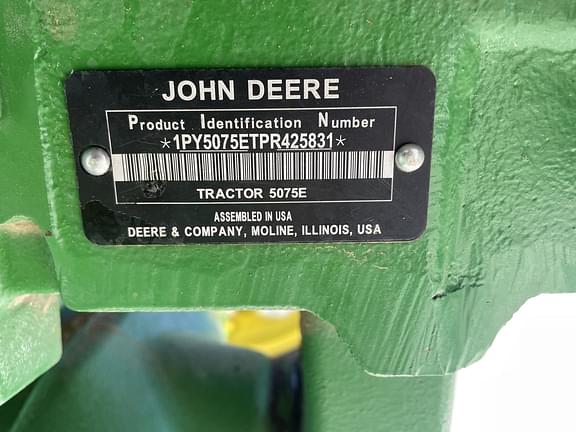 JOHN DEERE
Product Identification Number
*1PY5075ETPR425831*
TRACTOR 5075E
ASSEMBLED IN USA
DEERE & COMPANY, MOLINE, ILLINOIS, USA